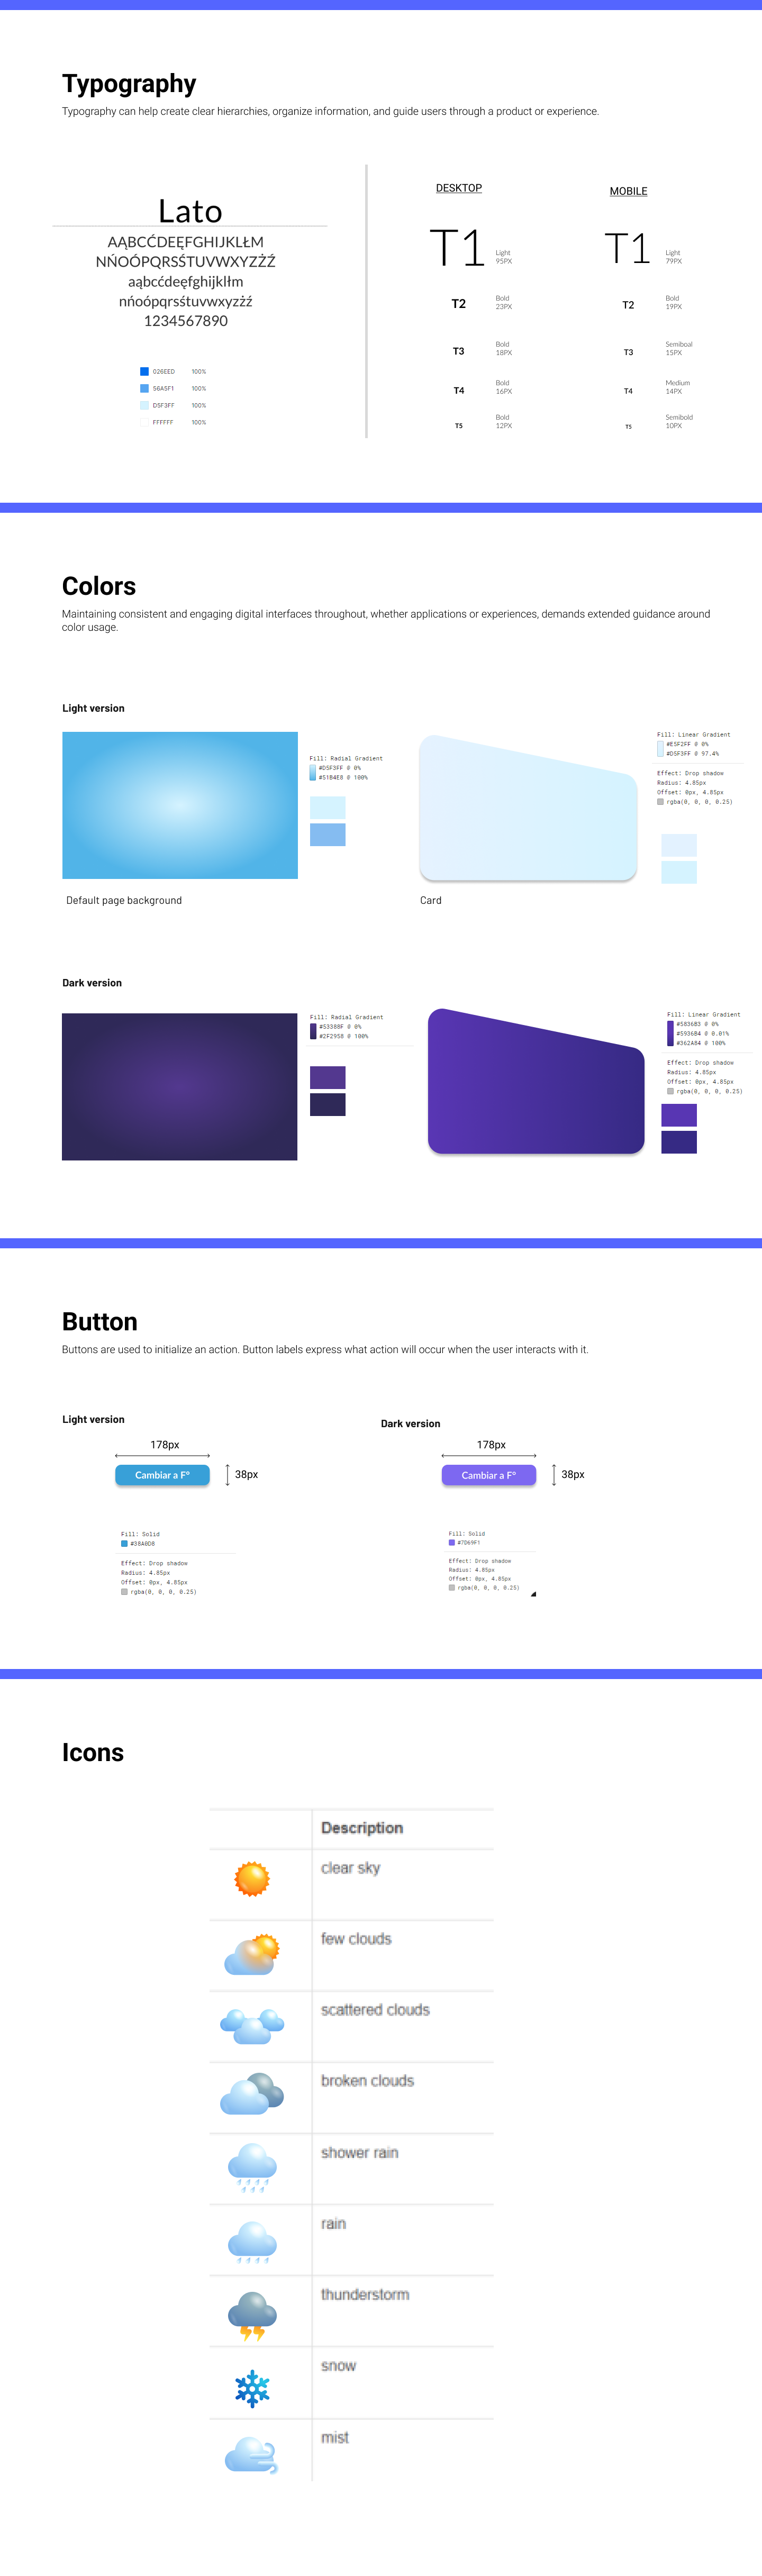 Typography
Typography can help create clear hierarchies, organize information, and guide users through a product or experience.
Lato
AĄBCĆDEĘFGHIJKLŁM
NŃOÓPQRSŚTUVWXYZŻŹ
aąbcćdeęfghijklłm
nńoópqrsśtuvwxyzżź
1234567890
026EED 100%
56A5F1 100%
D5F3FF 100%
FFFFFF 100%
DESKTOP
T1 Light
95PX
T2 Bold
23PX
T3 Bold
18PX
T4 Bold
16PX
T5 Bold
12PX
MOBILE
T1 Light
79PX
T2 Bold
19PX
T3 Semiboal
15PX
T4 Medium
14PX
T5 Semibold
10PX
Colors
Maintaining consistent and engaging digital interfaces throughout, whether applications or experiences, demands extended guidance around
color usage.
Light version
Fill: Radial Gradient
#D5F3FF @ 0%
#51B4E8 @ 100%
Default page background
Fill: Linear Gradient
#E5F2FF @ 0%
#D5F3FF @ 97.4%
Effect: Drop shadow
Radius: 4.85px
Offset: 0px, 4.85px
rgba(0, 0, 0, 0.25)
Card
Dark version
Fill: Radial Gradient
#53388F @ 0%
#2F2958 @ 100%
Fill: Linear Gradient
#5836B3 @ 0%
#5936B4 @ 0.01%
#362A84 @ 100%
Effect: Drop shadow
Radius: 4.85px
Offset: 0px, 4.85px
rgba(0, 0, 0, 0.25)
Button
Buttons are used to initialize an action. Button labels express what action will occur when the user interacts with it.
Light version
178px
Cambiar a F°
38px
Fill: Solid
#38A0D8
Effect: Drop shadow
Radius: 4.85px
Offset: 0px, 4.85px
rgba(0, 0, 0, 0.25)
Dark version
178px
Cambiar a F°
38px
Fill: Solid
#7D69F1
Effect: Drop shadow
Radius: 4.85px
Offset: 0px, 4.85px
rgba(0, 0, 0, 0.25)
Icons
Description
clear sky
few clouds
scattered clouds
broken clouds
shower rain
rain
thunderstorm
snow
mist